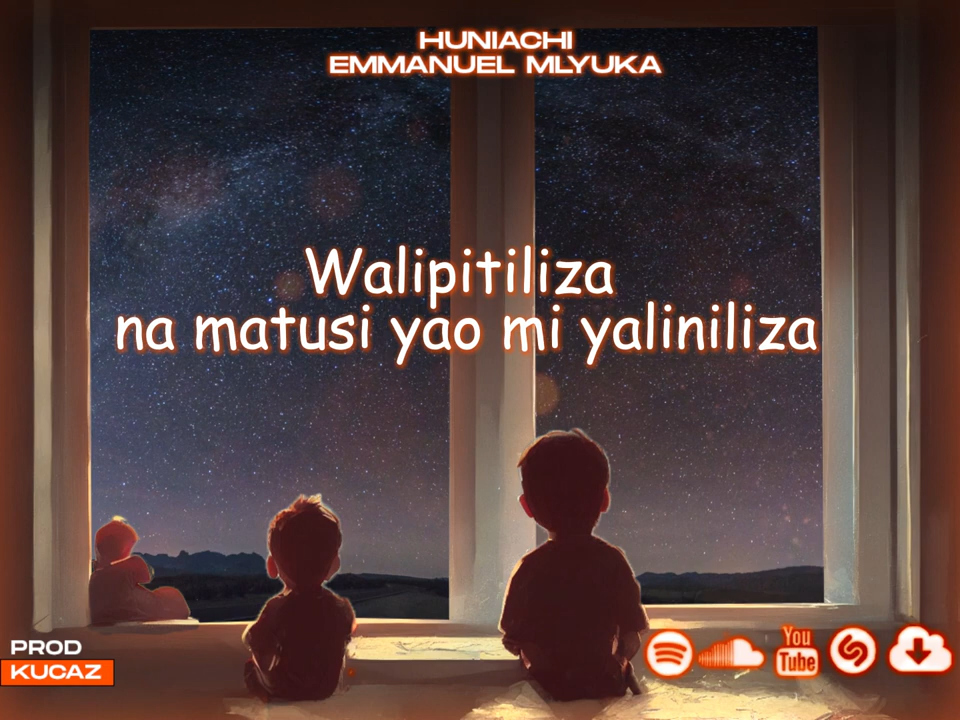 HUNIACHI
EMMANUEL MLYUKA
Walipitiliza
na matusi yao mi yaliniliza
PROD
KUCAZ
You
Tube